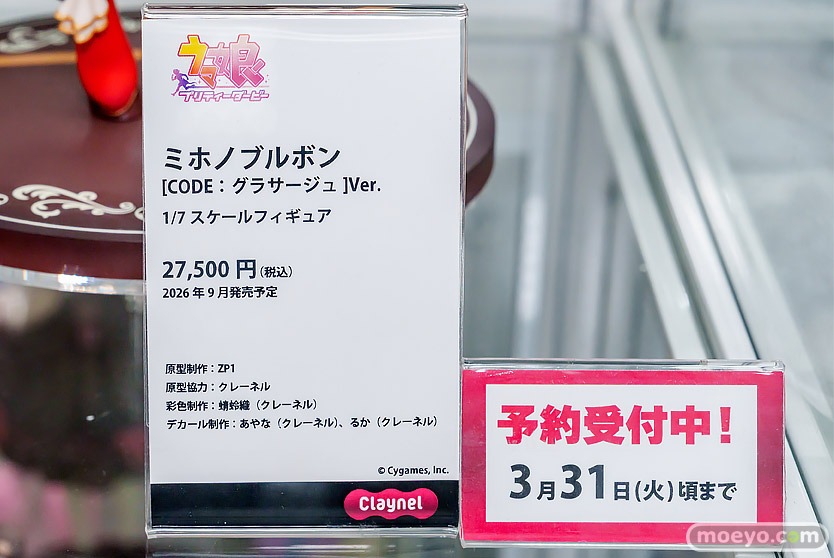 ウマ娘
プリティーダービー
ミホノブルボン
[CODE：グラサージュ]Ver.
1/7 スケールフィギュア
27,500 円(税込)
2026 年 9 月発売予定
原型制作：ZP1
原型協力：クレーネル
彩色制作：蜻蛉織（クレーネル）
デカール制作：あやな（クレーネル）、るか（クレーネル）
© Cygames, Inc.
Claynel
予約受付中！
3月31日(火)頃まで
moeyo.com